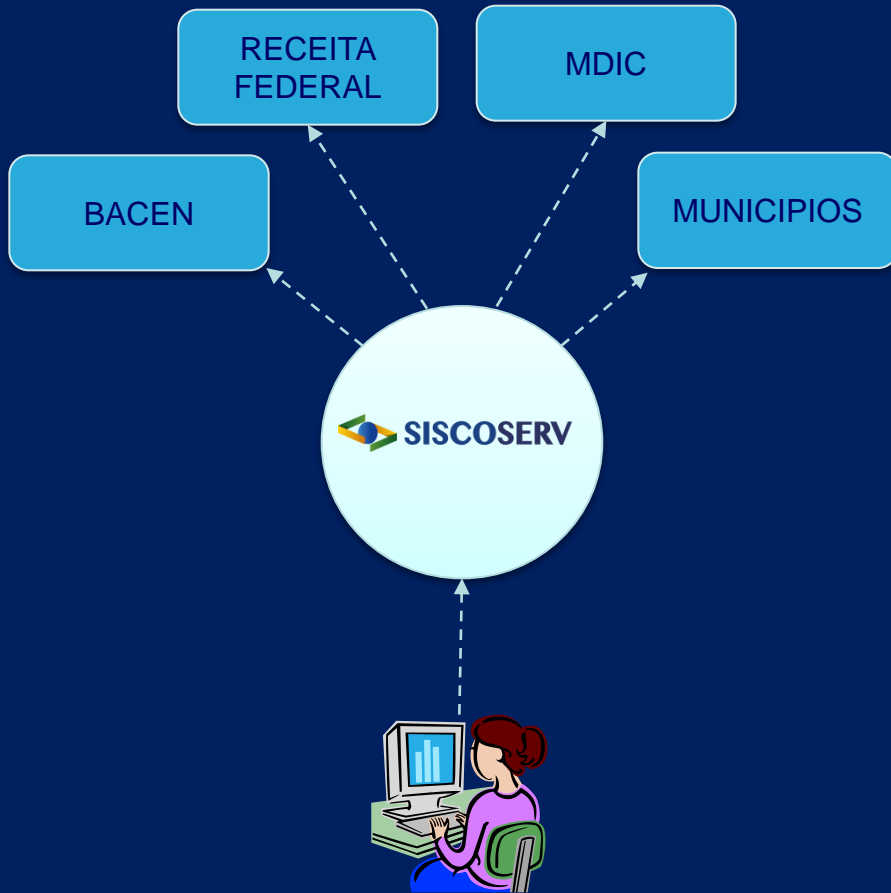 RECEITA
FEDERAL
MDIC
BACEN
MUNICIPIOS
SISCOSERV